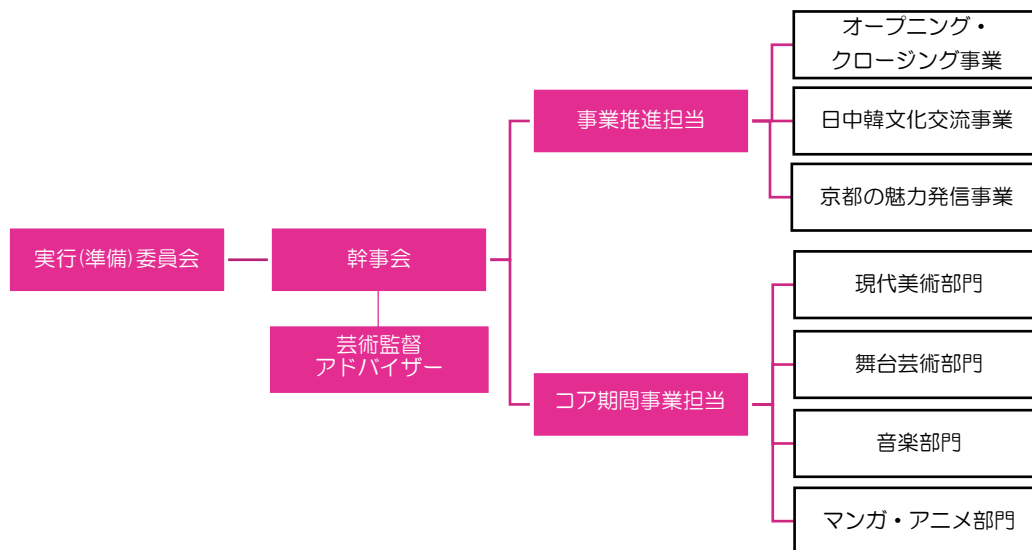 実行(準備)委員会
幹事会
芸術監督
アドバイザー
事業推進担当
オープニング・
クロージング事業
日中韓文化交流事業
京都の魅力発信事業
コア期間事業担当
現代美術部門
舞台芸術部門
音楽部門
マンガ・アニメ部門